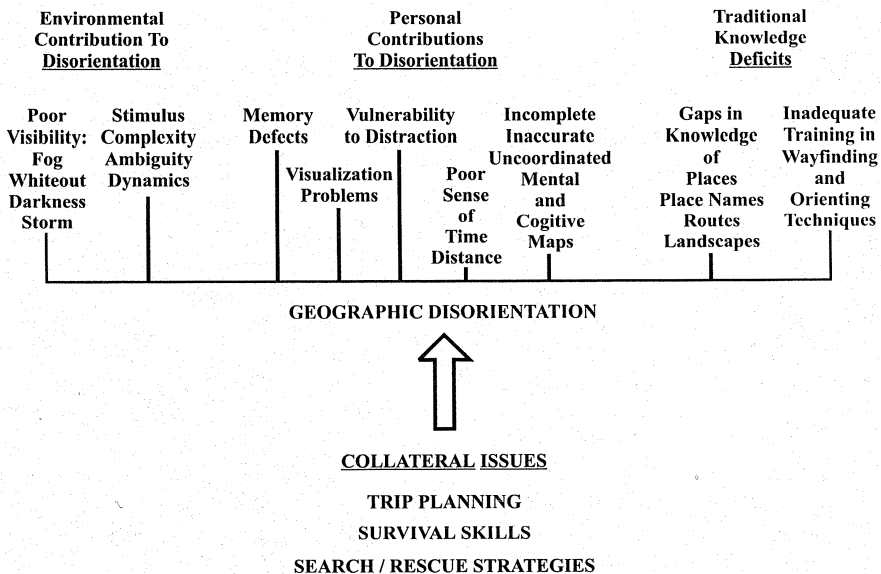 Environmental
Contribution To
Disorientation
Personal
Contributions
To Disorientation
Traditional
Knowledge
Deficits
Poor
Visibility:
Fog
Whiteout
Darkness
Storm
Stimulus
Complexity
Ambiguity
Dynamics
Memory
Defects
Visualization
Problems
Vulnerability
to Distraction
Poor
Sense
of
Time
Distance
Incomplete
Inaccurate
Uncoordinated
Mental
and
Cogitive
Maps
Gaps in
Knowledge
of
Places
Place Names
Routes
Landscapes
Inadequate
Training in
Wayfinding
and
Orienting
Techniques
GEOGRAPHIC DISORIENTATION
COLLATERAL ISSUES
TRIP PLANNING
SURVIVAL SKILLS
SEARCH / RESCUE STRATEGIES